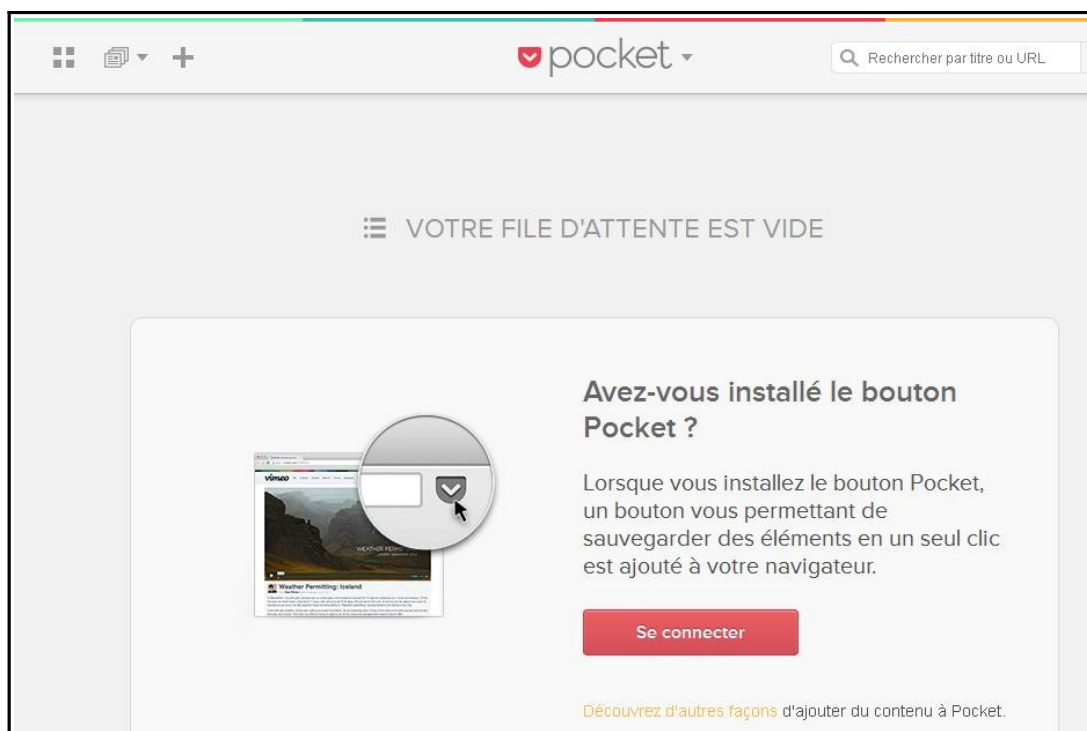 pocket
Rechercher par titre ou URL
VOTRE FILE D'ATTENTE EST VIDE
Avez-vous installé le bouton
Pocket ?
Lorsque vous installez le bouton Pocket,
un bouton vous permettant de
sauvegarder des éléments en un seul clic
est ajouté à votre navigateur.
vimeo
WEATHER
Weather Permitting: Iceland
Se connecter
Découvrez d'autres façons d'ajouter du contenu à Pocket.